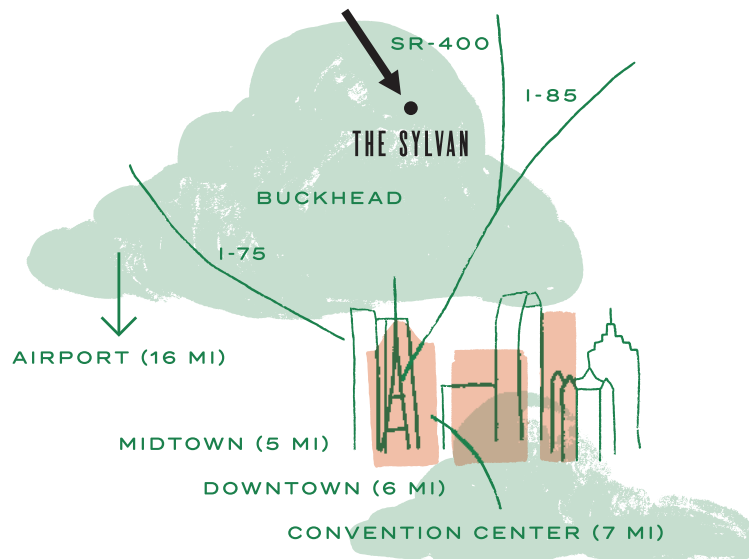 SR-400
I-85
THE SYLVAN
BUCKHEAD
I-75
AIRPORT (16 MI)
MIDTOWN (5 MI)
DOWNTOWN (6 MI)
CONVENTION CENTER (7 MI)